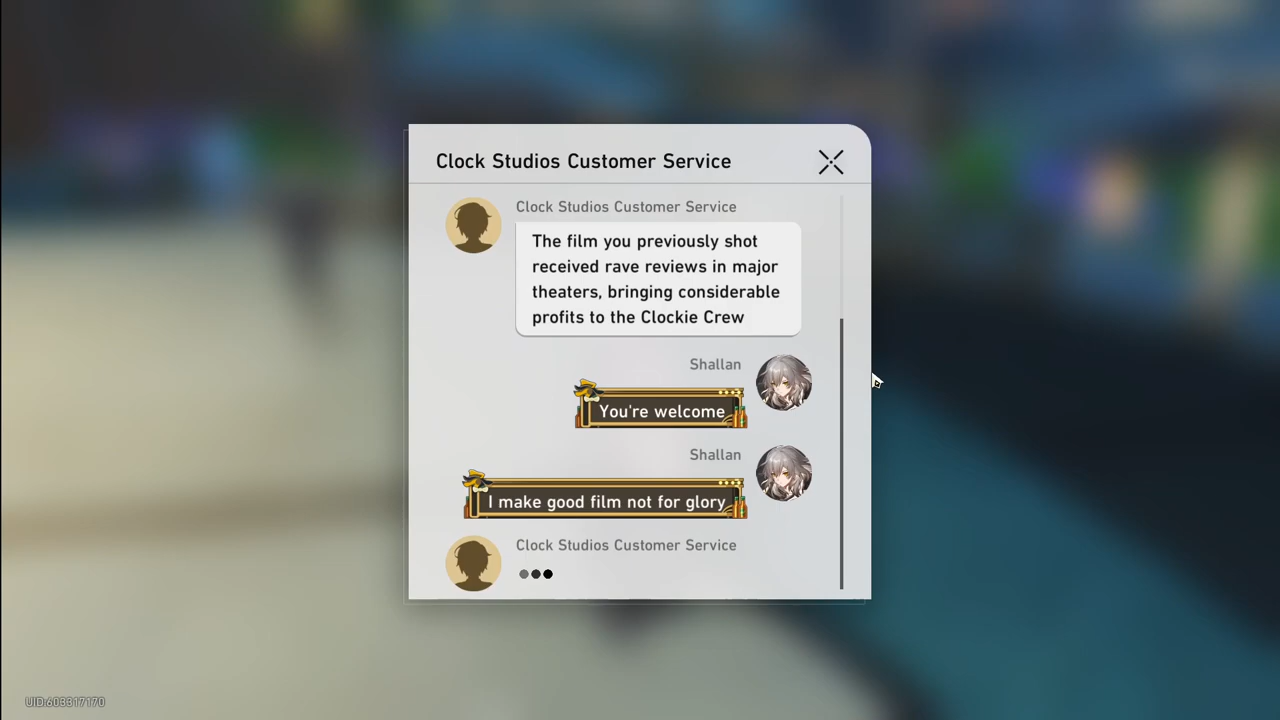 Clock Studios Customer Service
Clock Studios Customer Service
The film you previously shot
received rave reviews in major
theaters, bringing considerable
profits to the Clockie Crew
Shallan
You're welcome
Shallan
I make good film not for glory
Clock Studios Customer Service
UID:603317170